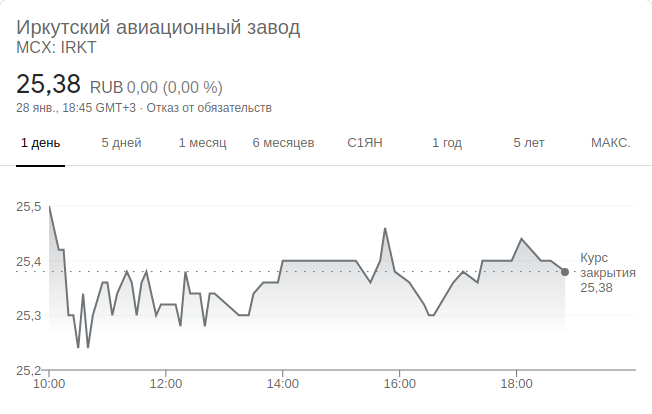 Иркутский авиационный завод
MCX: IRKT
25,38 RUB 0,00 (0,00 %)
28 янв., 18:45 GMT+3 · Отказ от обязательств
1 день 5 дней 1 месяц 6 месяцев С1ЯН 1 год 5 лет МАКС.
25,5
25,4
Курс
закрытия
25,38
25,3
25,2
10:00 12:00 14:00 16:00 18:00